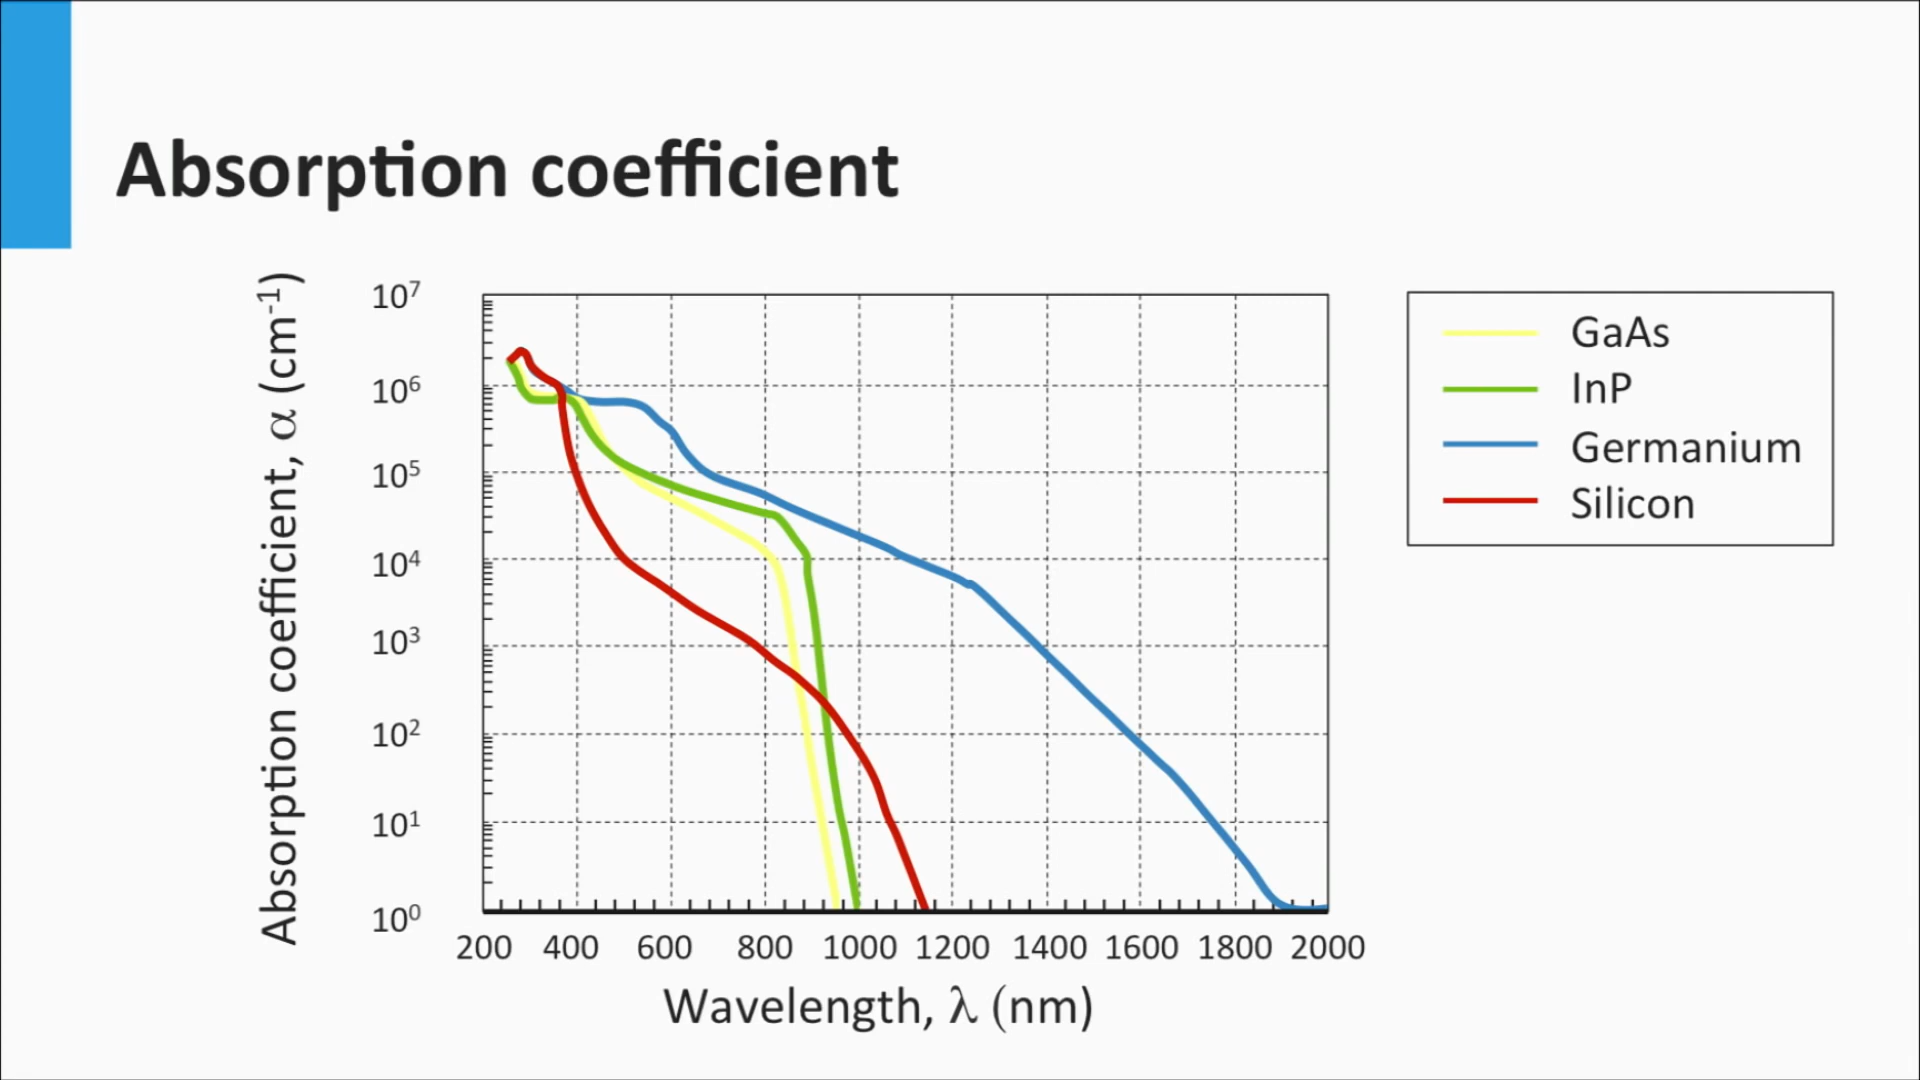 Absorption coefficient
Absorption coefficient, α (cm⁻¹)
10⁷
10⁶
10⁵
10⁴
10³
10²
10¹
10⁰
200 400 600 800 1000 1200 1400 1600 1800 2000
Wavelength, λ (nm)
GaAs
InP
Germanium
Silicon